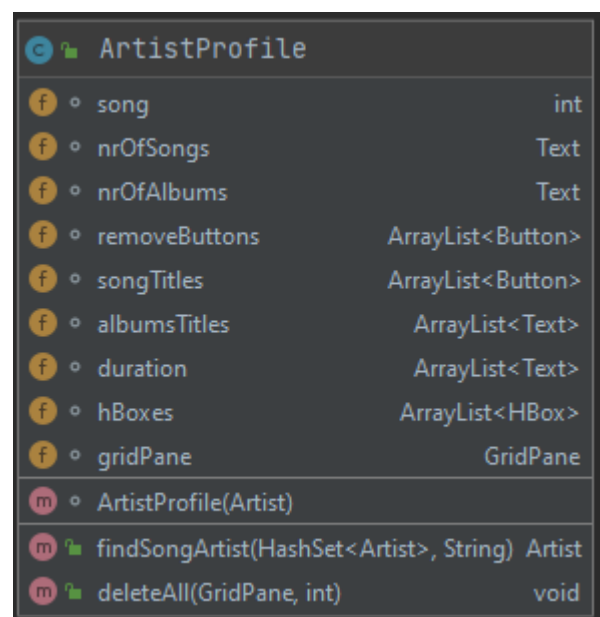 ArtistProfile
song int
nrOfSongs Text
nrOfAlbums Text
removeButtons ArrayList<Button>
songTitles ArrayList<Button>
albumsTitles ArrayList<Text>
duration ArrayList<Text>
hBoxes ArrayList<HBox>
gridPane GridPane
ArtistProfile(Artist)
findSongArtist(HashSet<Artist>, String) Artist
deleteAll(GridPane, int) void